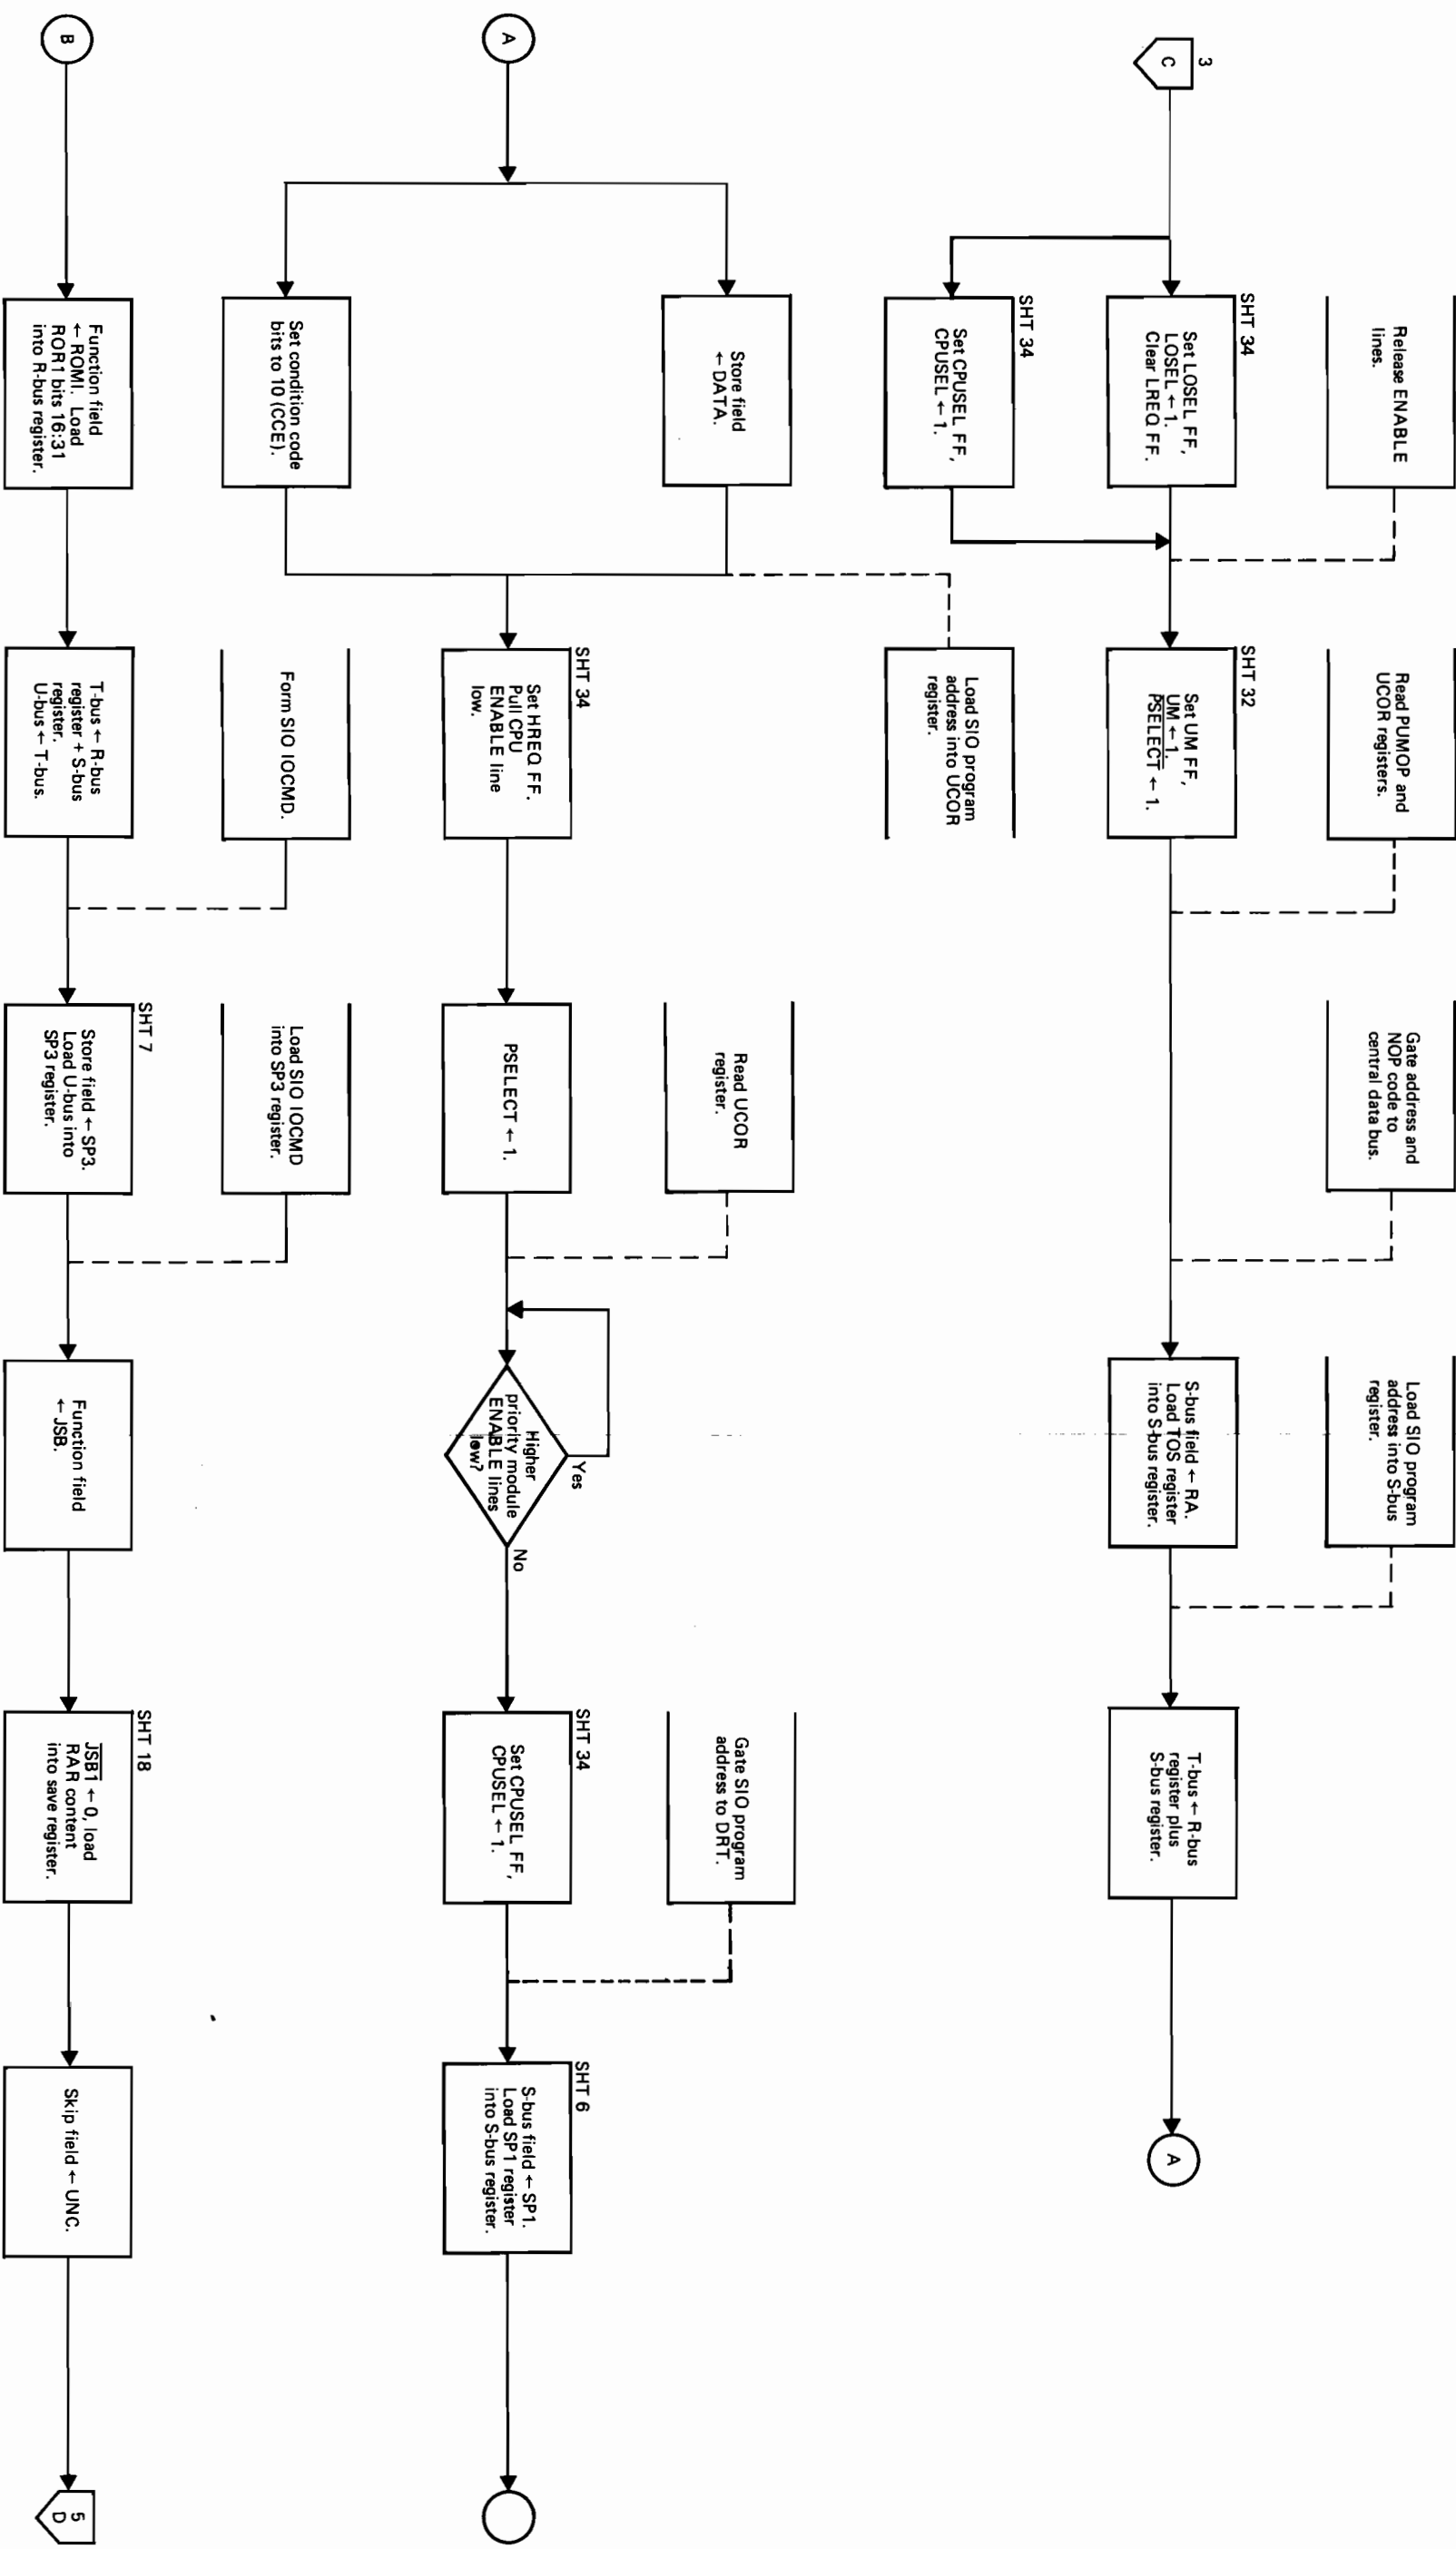 3
C
Release ENABLE
lines.
SHT 34
Set LOSEL FF,
LOSEL ← 1.
Clear LREQ FF.
SHT 34
Set CPUSEL FF,
CPUSEL ← 1.
Read PUMOP and
UCOR registers.
SHT 32
Set UM FF,
UM ← 1.
PSELECT ← 1.
Gate address and
NOP code to
central data bus.
Load SIO program
address into S-bus
register.
S-bus field ← RA.
Load TOS register
into S-bus register.
T-bus ← R-bus
register plus
S-bus register.
A
A
Store field
← DATA.
Set condition code
bits to 10 (CCE).
Load SIO program
address into UCOR
register.
SHT 34
Set HREQ FF.
Pull CPU
ENABLE line
low.
Read UCOR
register.
PSELECT ← 1.
Higher
priority module
ENABLE lines
low?
Yes
No
Gate SIO program
address to DRT.
SHT 34
Set CPUSEL FF,
CPUSEL ← 1.
SHT 6
S-bus field ← SP1.
Load SP1 register
into S-bus register.
B
Function field
← ROMI. Load
ROR1 bits 16:31
into R-bus register.
Form SIO IOCMD.
T-bus ← R-bus
register + S-bus
register.
U-bus ← T-bus.
Load SIO IOCMD
into SP3 register.
SHT 7
Store field ← SP3.
Load U-bus into
SP3 register.
Function field
← JSB.
SHT 18
JSB1 ← 0, load
RAR content
into save register.
Skip field ← UNC.
5
D